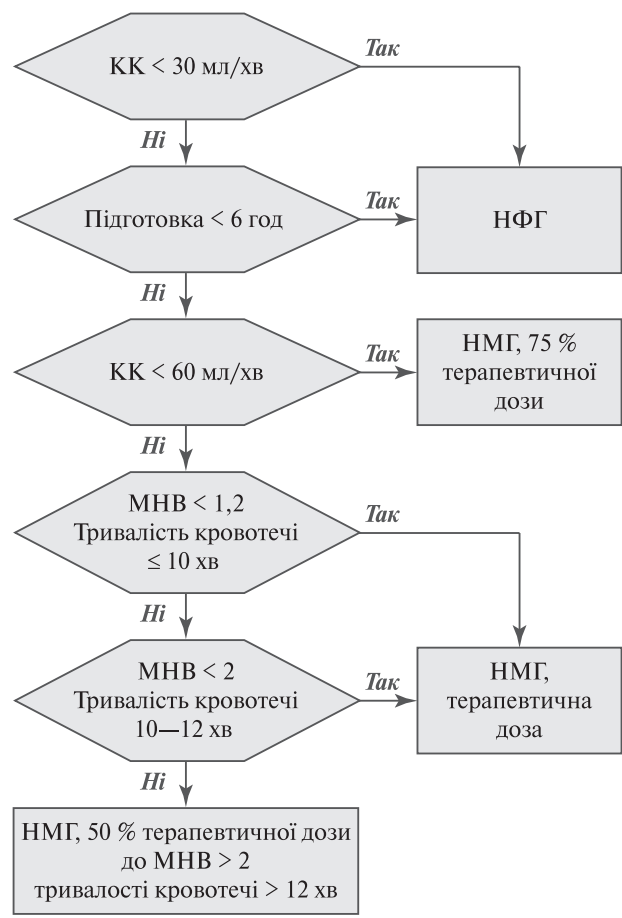 КК < 30 мл/хв
Так
Ні
Підготовка < 6 год
Так
НФГ
Ні
КК < 60 мл/хв
Так
НМГ, 75 %
терапевтичної
дози
Ні
МНВ < 1,2
Тривалість кровотечі
≤ 10 хв
Так
Ні
МНВ < 2
Тривалість кровотечі
10—12 хв
Так
НМГ,
терапевтична
доза
Ні
НМГ, 50 % терапевтичної дози
до МНВ > 2
тривалості кровотечі > 12 хв